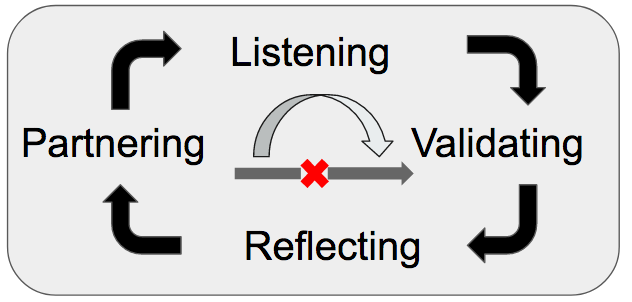 Listening
Partnering
Validating
Reflecting